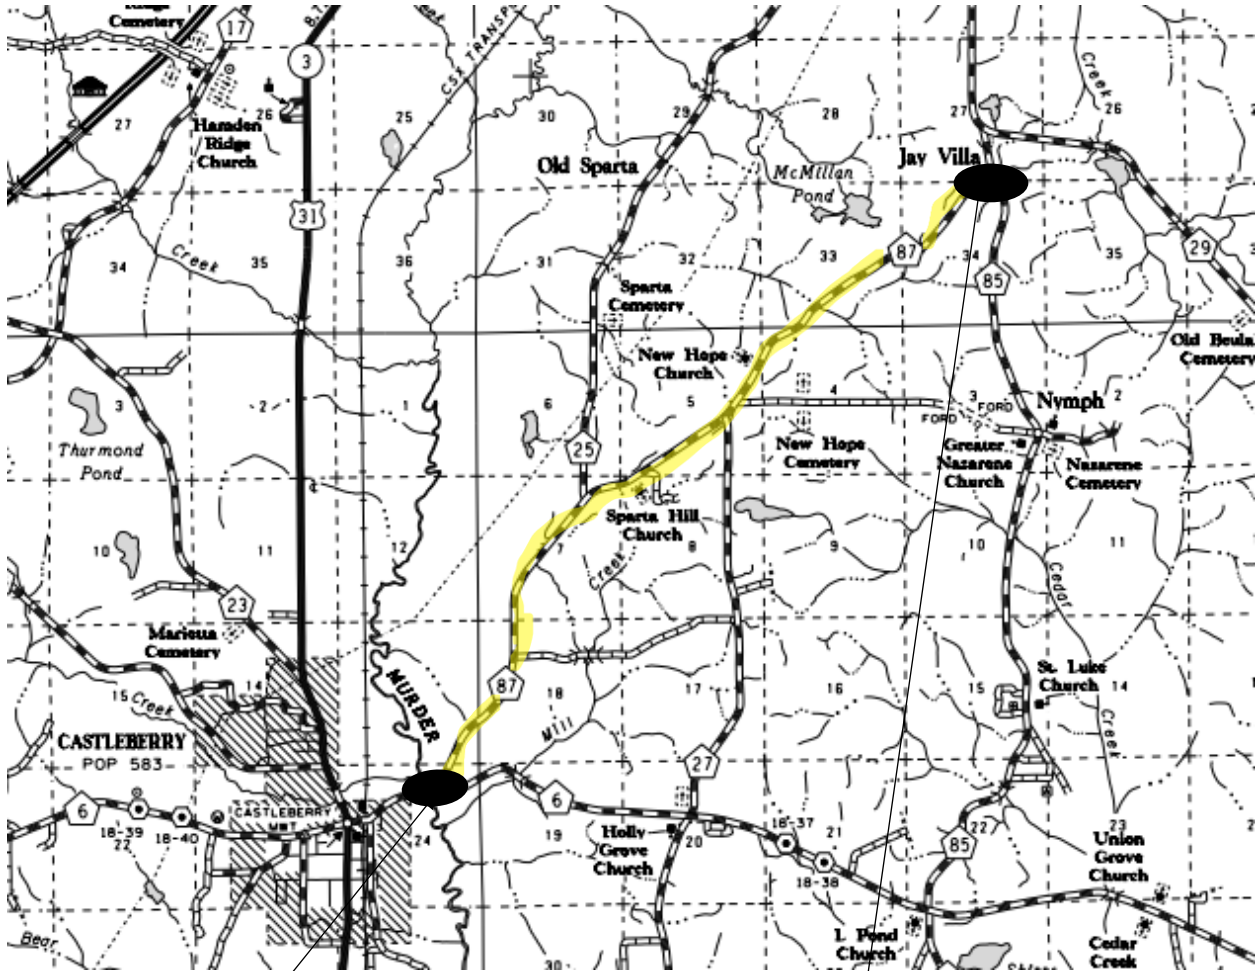 Ridge
Cemetery
17
3
CSX TRANSP
Creek
27
26
25
30
29
28
27
26
Hamden
Ridge
Church
Old Sparta
Jay Villa
McMillan
Pond
31
Creek
34
35
36
31
32
33
87
34
85
35
29
Sparta
Cemetery
New Hope
Church
Old Beula
Cemetery
3
2
1
6
5
4
3
2
FORD
FORD
Nymph
Thurmond
Pond
25
New Hope
Cemetery
Greater
Nazarene
Church
Nazarene
Cemetery
Sparta Hill
Church
10
11
12
7
8
9
10
11
Creek
Cedar
23
Marietta
Cemetery
MURDER
87
15
Creek
14
18
17
16
15
St. Luke
Church
14
Creek
CASTLEBERRY
POP 583
Mill
27
6
18-39
22
18-40
CASTLEBERRY
24
6
19
Holly
Grove
Church
20
18-37
21
18-38
85
22
23
Union
Grove
Church
Bear
30
Pond
Church
Cedar
Creek